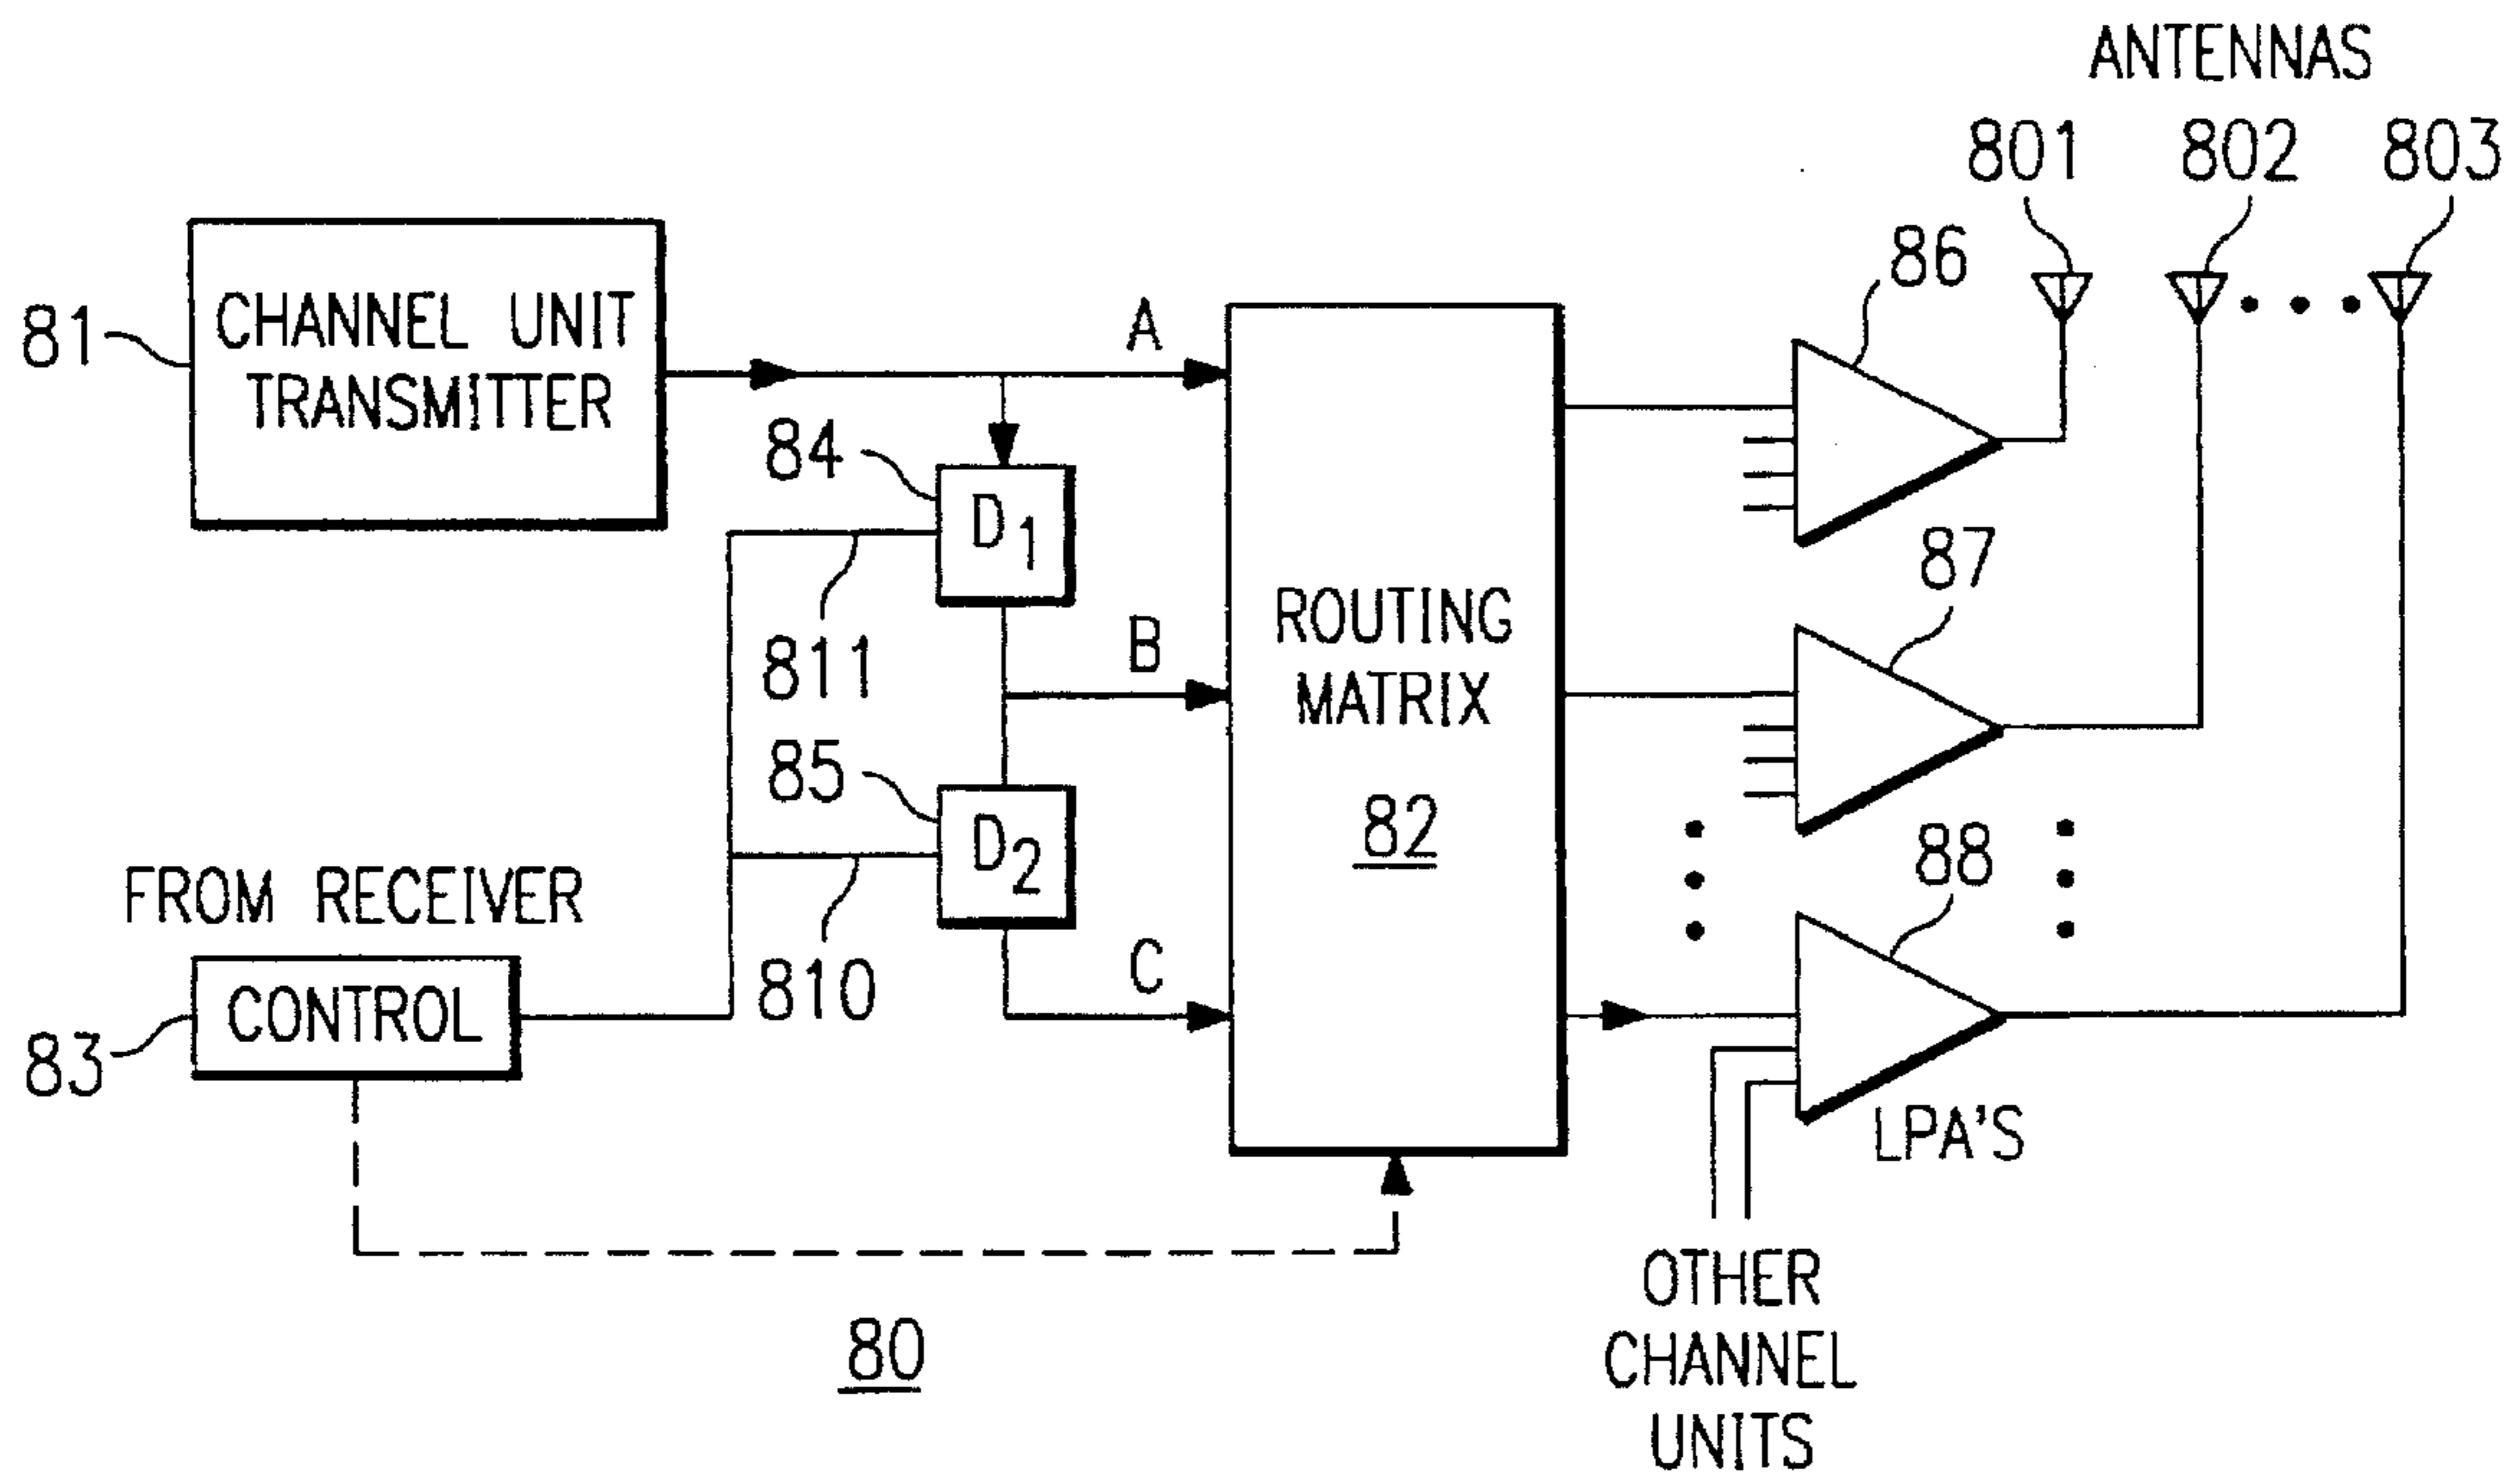 ANTENNAS
801
802
803
86
81
CHANNEL UNIT
TRANSMITTER
A
84
D1
87
811
B
ROUTING
MATRIX
82
85
D2
88
FROM RECEIVER
810
C
CONTROL
83
LPA'S
OTHER
CHANNEL
UNITS
80